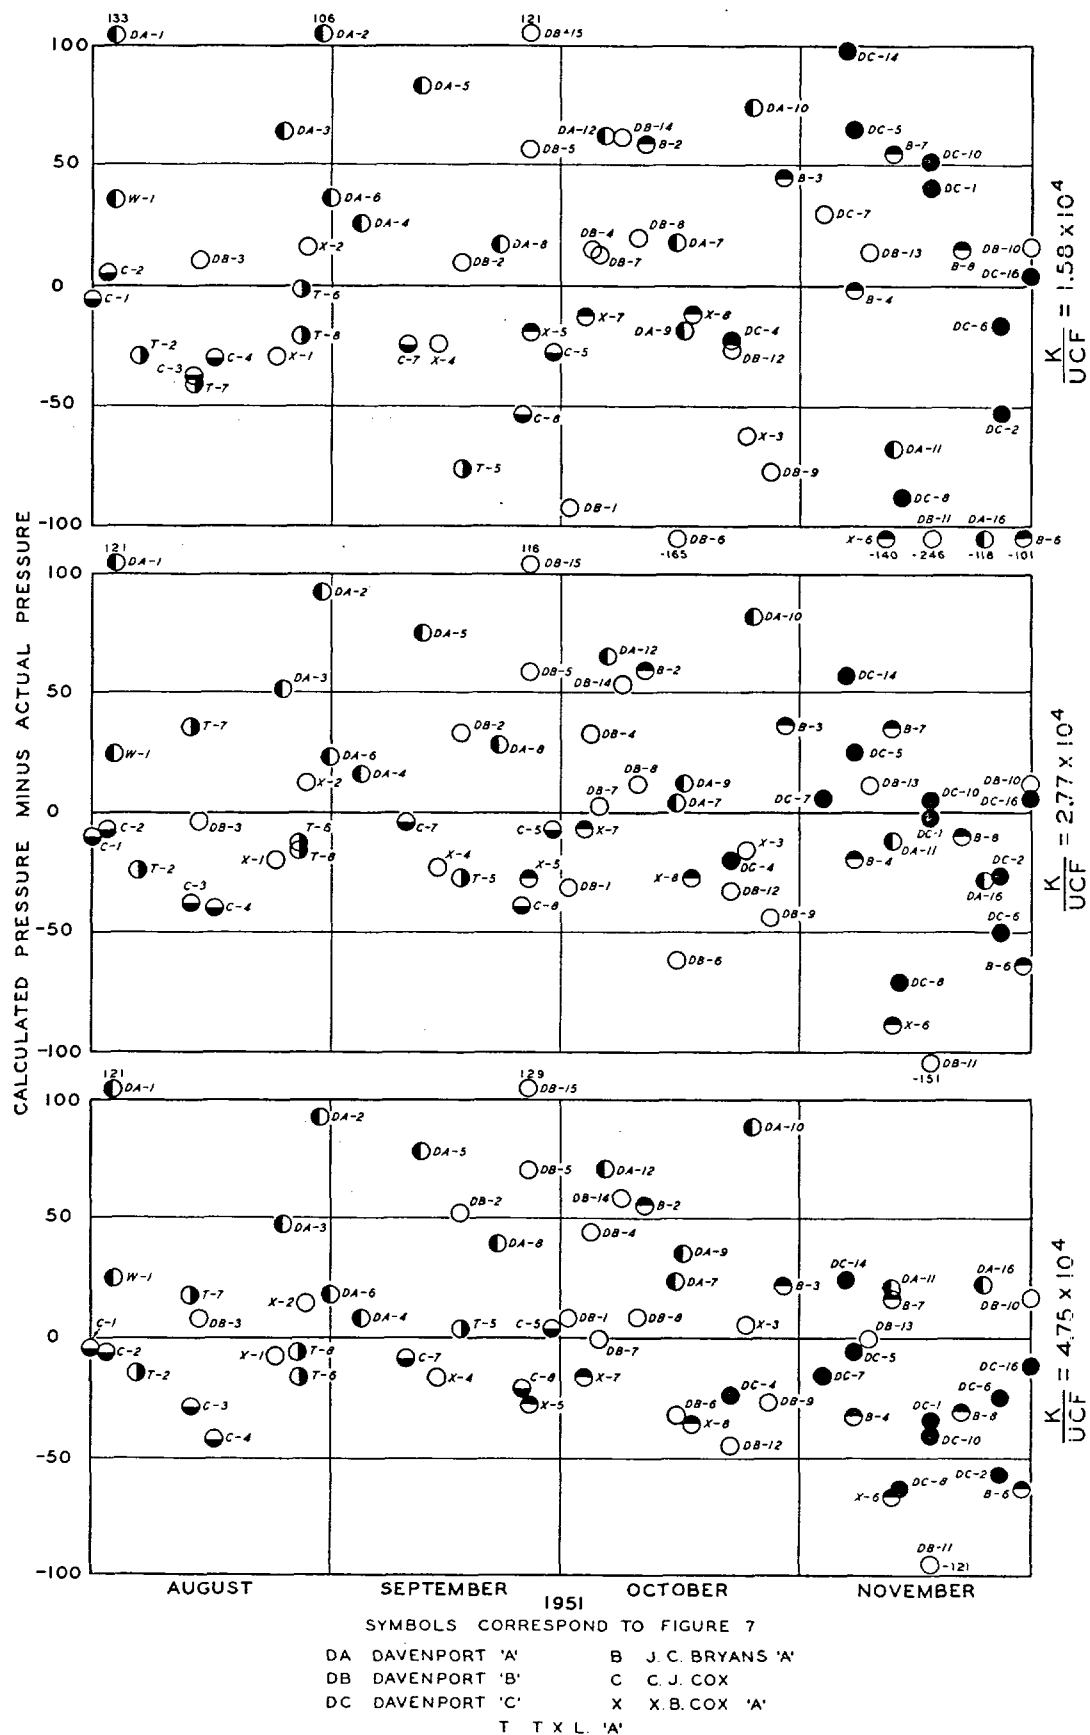 133 106 121
100 DA-1 DA-2 DB-15
DC-14
DA-5
DA-10
DA-3 DA-12 DB-14 DC-5
DB-5 B-2 B-7
50 DC-10
B-3 DC-1
W-1 DA-6
DA-4 DC-7
X-2 DA-8 DB-4 DB-8 DA-7
DB-3 DB-2 DB-7 DB-13 B-8 DB-10
C-2 DC-16
0 C-1 T-6 B-4
X-7 X-8
T-8 X-5 DA-9 DC-4 DC-6
T-2 C-4 X-1 C-7 X-4 C-5 DB-12
C-3 T-7
-50 C-8 DC-2
X-3 DA-11
T-5 DB-9
DB-1 DC-8
-100 DB-6 X-6 DB-11 DA-16 B-6
-165 -140 -246 -118 -101
K
UCF = 1.58 x 10⁴
121 116
100 DA-1 DB-15
DA-2
DA-5 DA-10
DA-12
DA-3 DB-5 DB-14 B-2 DC-14
50
T-7 DB-2 DB-4 B-3 B-7
W-1 DA-6 DA-8 DC-5
X-2 DA-4 DB-8 DA-9 DB-13 DB-10
DB-7 DA-7 DC-7 DC-10 DC-16
0 C-2 DB-3 C-7 C-5 X-7 DC-1
C-1 T-6 T-8 DA-11 B-8
T-2 X-1 X-4 X-5 X-3 DC-4 B-4 DC-2
C-3 T-5 DB-1 X-8 DB-12 DA-16
C-4 C-8 DB-9
-50 DC-6
DB-6 B-6
DC-8
X-6
-100 DB-11
-151
K
UCF = 2.77 x 10⁴
CALCULATED PRESSURE MINUS ACTUAL PRESSURE
121 129
100 DA-1 DB-15
DA-2 DA-10
DA-5
DB-5 DA-12
DB-2 DB-14 B-2
50 DA-3 DB-4
DA-8 DA-9
W-1 DA-7 B-3 DC-14 DA-11 DA-16
T-7 X-2 DA-6 B-7 DB-10
DB-3 DA-4 DB-1 DB-8
C-1 T-5 C-5 X-3 DB-13
0 C-2 T-8 DB-7 DC-5
X-1 C-7 DC-16
T-2 T-6 X-4 X-7 DC-7
C-3 C-8 DC-4 DB-9 DC-6
X-5 DB-6 X-8 B-4 DC-1 B-8
C-4 DB-12 DC-10
-50
DC-2
X-6 DC-8 B-6
DB-11
-100 -121
K
UCF = 4.75 x 10⁴
AUGUST SEPTEMBER OCTOBER NOVEMBER
1951
SYMBOLS CORRESPOND TO FIGURE 7
DA DAVENPORT 'A' B J. C. BRYANS 'A'
DB DAVENPORT 'B' C C. J. COX
DC DAVENPORT 'C' X X. B. COX 'A'
T T X L. 'A'